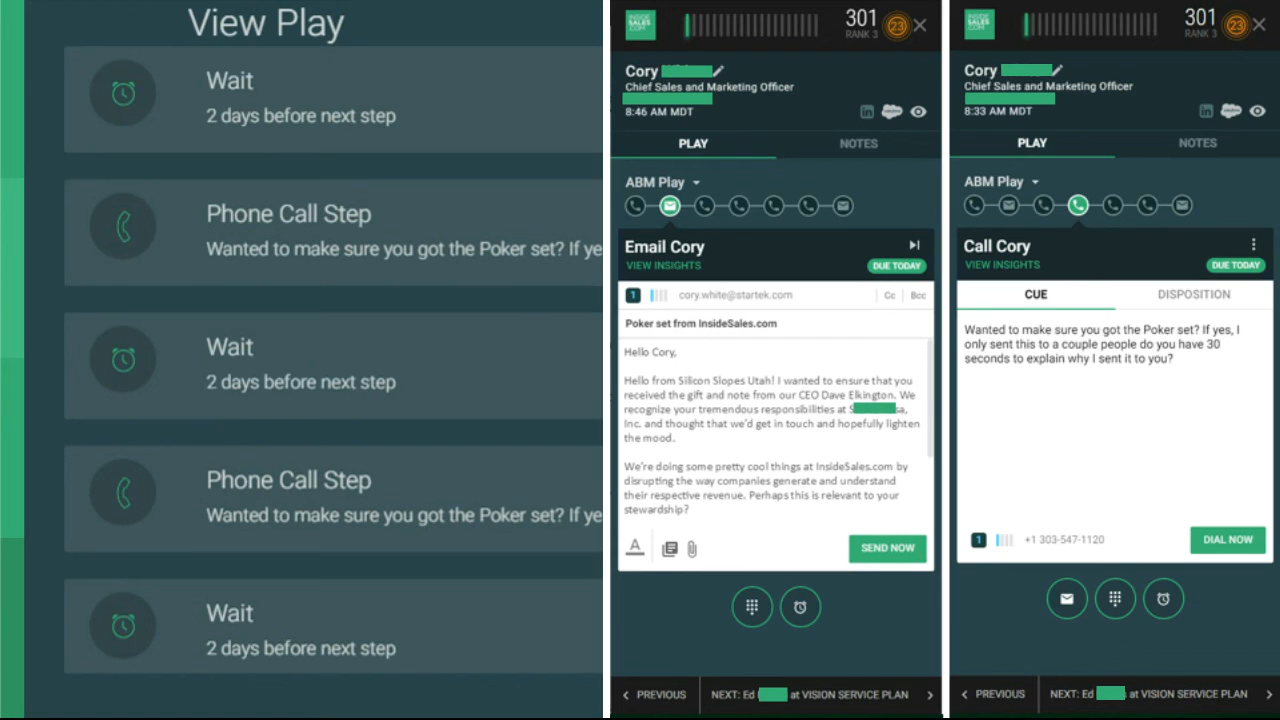 View Play
Wait
2 days before next step
Phone Call Step
Wanted to make sure you got the Poker set? If ye
Wait
2 days before next step
Phone Call Step
Wanted to make sure you got the Poker set? If ye
Wait
2 days before next step
INSIDE
SALES
.COM
301
RANK 3
23
Cory
Chief Sales and Marketing Officer
8:46 AM MDT
in
PLAY NOTES
ABM Play
Email Cory
VIEW INSIGHTS DUE TODAY
1 cory.white@startek.com Cc Bcc
Poker set from InsideSales.com
Hello Cory,
Hello from Silicon Slopes Utah! I wanted to ensure that you
received the gift and note from our CEO Dave Elkington. We
recognize your tremendous responsibilities at S sa,
Inc. and thought that we'd get in touch and hopefully lighten
the mood.
We're doing some pretty cool things at InsideSales.com by
disrupting the way companies generate and understand
their respective revenue. Perhaps this is relevant to your
stewardship?
A SEND NOW
PREVIOUS NEXT: Ed at VISION SERVICE PLAN
INSIDE
SALES
.COM
301
RANK 3
23
Cory
Chief Sales and Marketing Officer
8:33 AM MDT
in
PLAY NOTES
ABM Play
Call Cory
VIEW INSIGHTS DUE TODAY
CUE DISPOSITION
Wanted to make sure you got the Poker set? If yes, I
only sent this to a couple people do you have 30
seconds to explain why I sent it to you?
1 +1 303-547-1120 DIAL NOW
PREVIOUS NEXT: Ed at VISION SERVICE PLAN